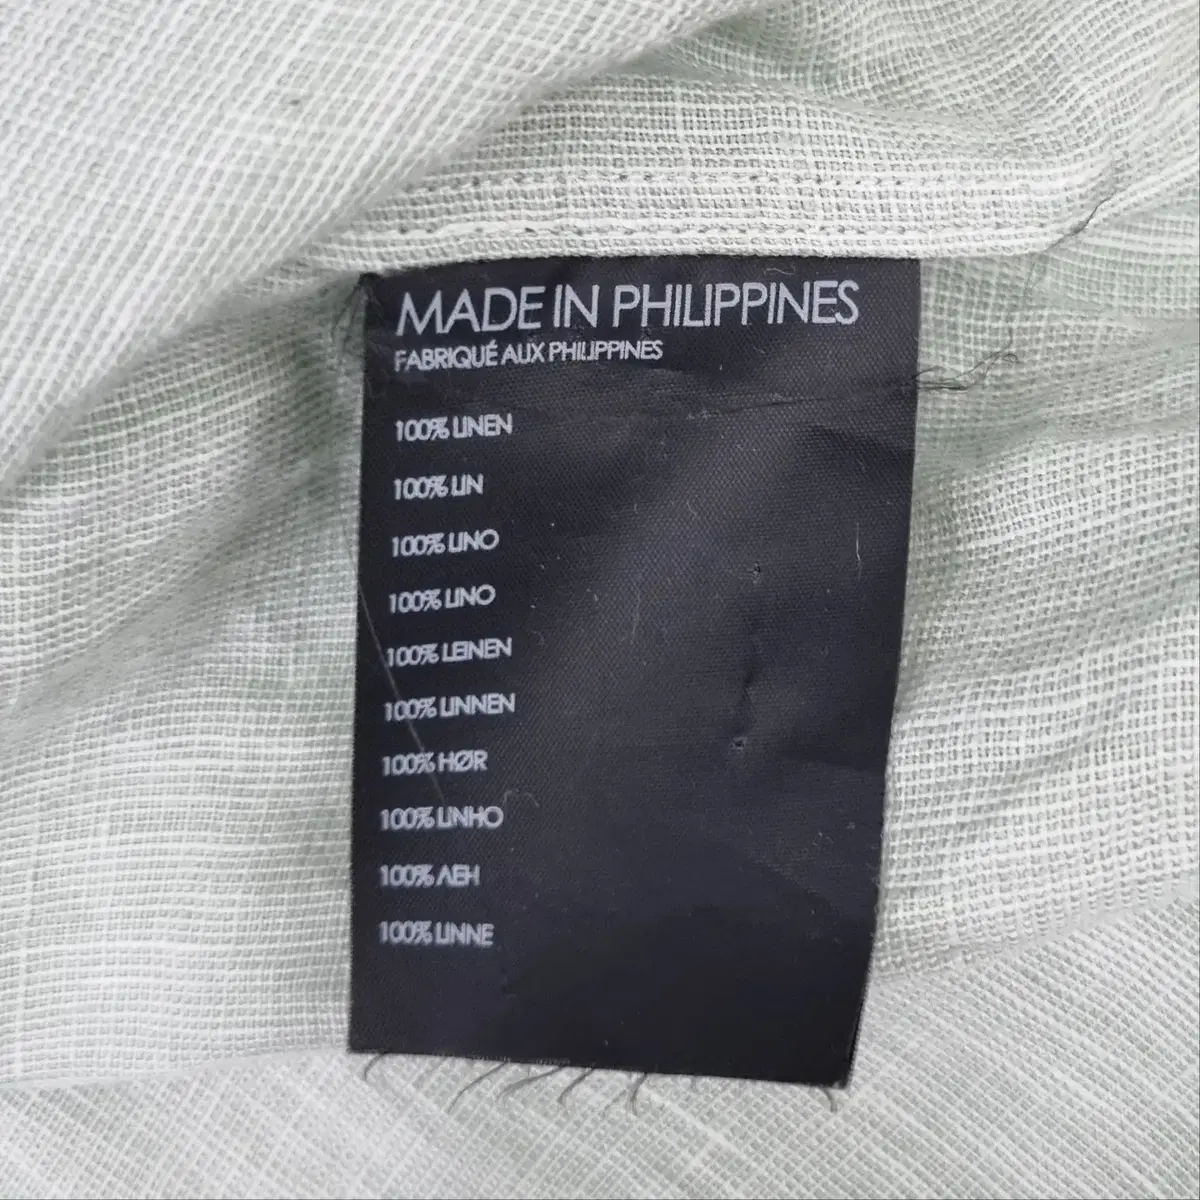 MADE IN PHILIPPINES
FABRIQUÉ AUX PHILIPPINES
100% LINEN
100% LIN
100% LINO
100% LINO
100% LEINEN
100% LINNEN
100% HØR
100% LINHO
100% ΛEH
100% LINNE